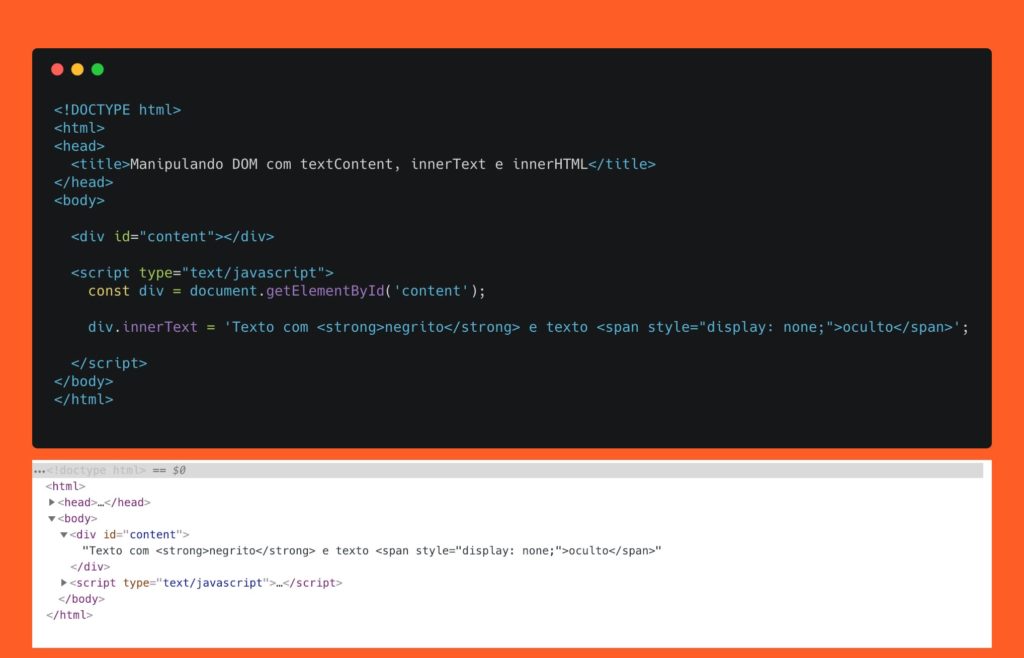 <!DOCTYPE html>
<html>
<head>
  <title>Manipulando DOM com textContent, innerText e innerHTML</title>
</head>
<body>
  <div id="content"></div>
  <script type="text/javascript">
    const div = document.getElementById('content');
    div.innerText = 'Texto com <strong>negrito</strong> e texto <span style="display: none;">oculto</span>';
  </script>
</body>
</html>
…<!doctype html> == $0
<html>
▶<head>…</head>
▼<body>
▼<div id="content">
"Texto com <strong>negrito</strong> e texto <span style="display: none;">oculto</span>"
</div>
▶<script type="text/javascript">…</script>
</body>
</html>